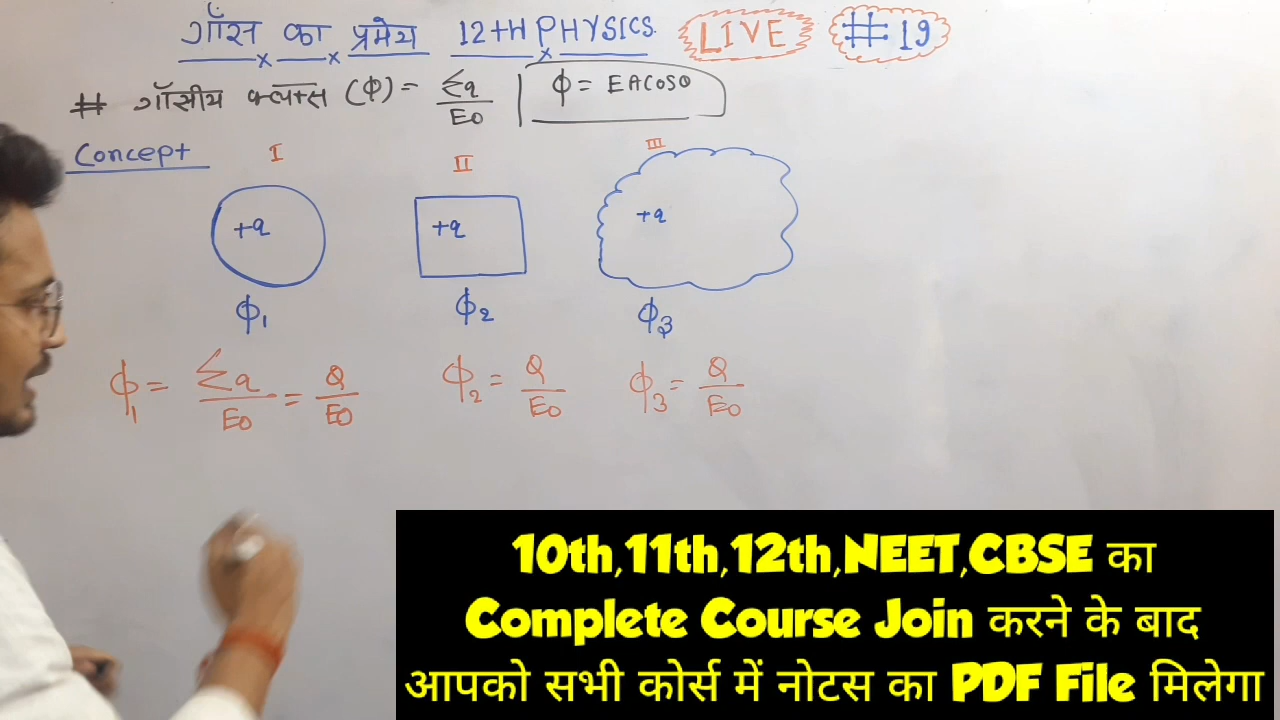 गॉस का प्रमेय 12tH PHYSICS. LIVE # 19
# गॉसीय फ्लक्स (ϕ) = Σq/E0 | ϕ = EACosθ
Concept
I II III
+q +q +q
ϕ1 ϕ2 ϕ3
ϕ1 = Σq/E0 = Q/E0 ϕ2 = Q/E0 ϕ3 = Q/E0
10th,11th,12th,NEET,CBSE का
Complete Course Join करने के बाद
आपको सभी कोर्स में नोटस का PDF File मिलेगा